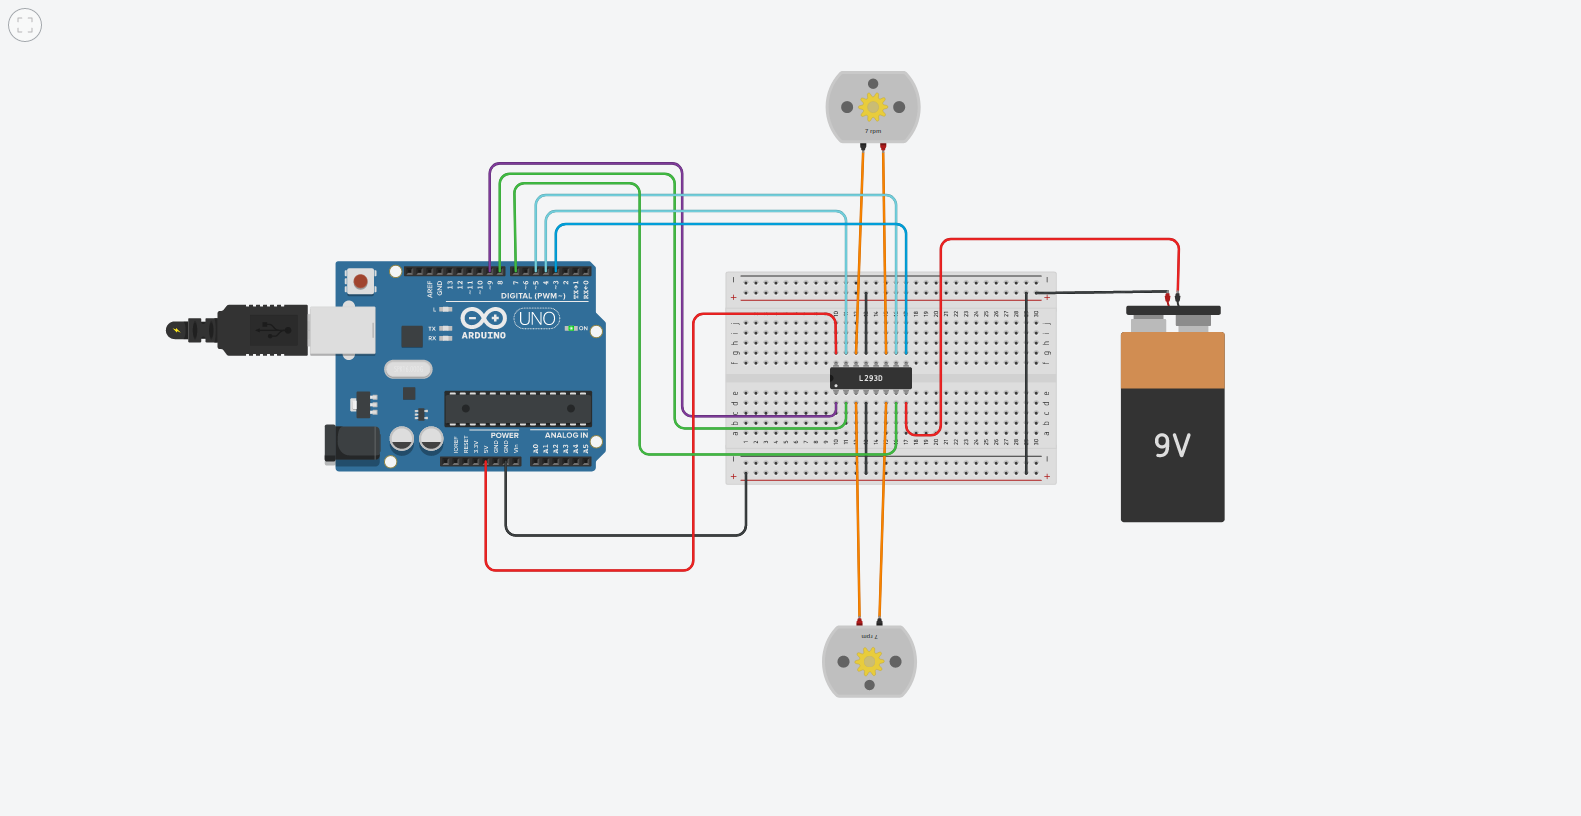 7 rpm
AREF
GND
13
12
~11
~10
~9
8
7
~6
~5
4
~3
2
TX→1
RX←0
DIGITAL (PWM~)
L
TX
RX
UNO
ARDUINO
ON
IOREF
RESET
3.3V
5V
GND
GND
Vin
POWER
ANALOG IN
A0
A1
A2
A3
A4
A5
L293D
9V
7 rpm